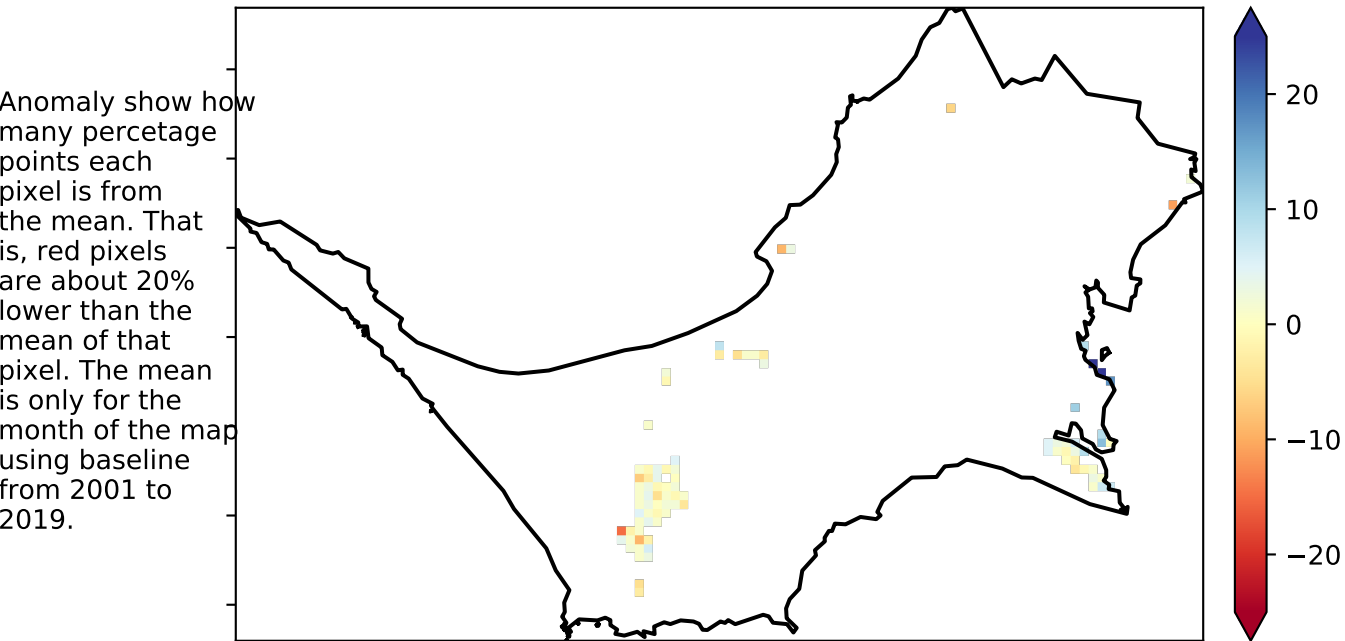 Anomaly show how
many percetage
points each
pixel is from
the mean. That
is, red pixels
are about 20%
lower than the
mean of that
pixel. The mean
is only for the
month of the map
using baseline
from 2001 to
2019.
20
10
0
−10
−20